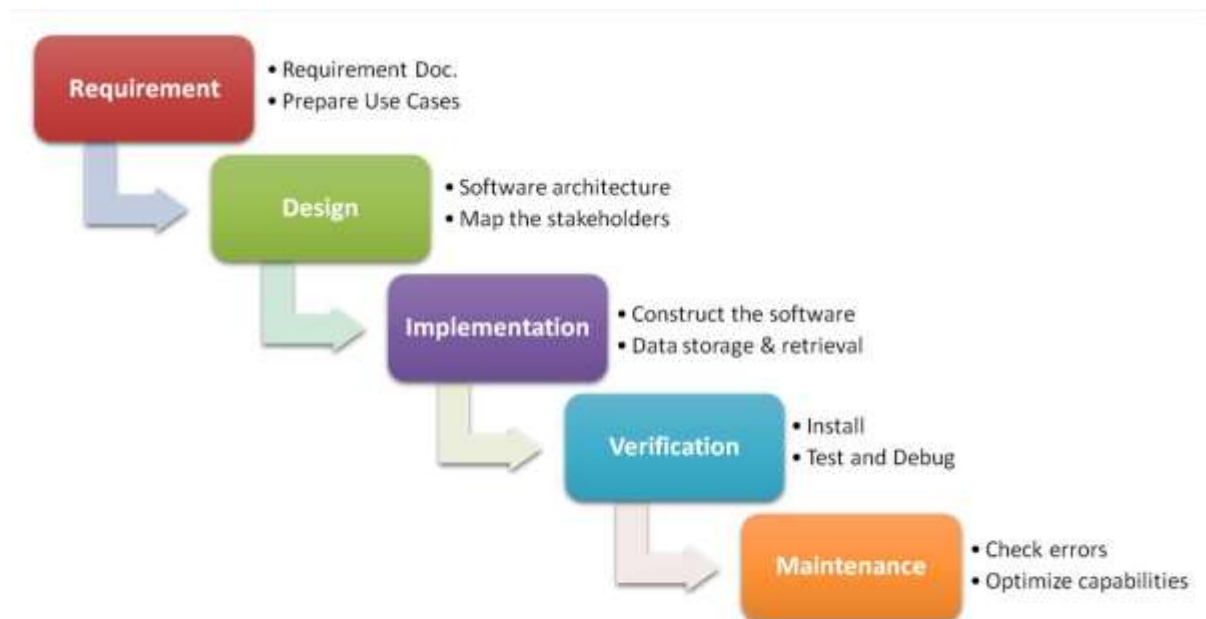 Requirement
• Requirement Doc.
• Prepare Use Cases
Design
• Software architecture
• Map the stakeholders
Implementation
• Construct the software
• Data storage & retrieval
Verification
• Install
• Test and Debug
Maintenance
• Check errors
• Optimize capabilities